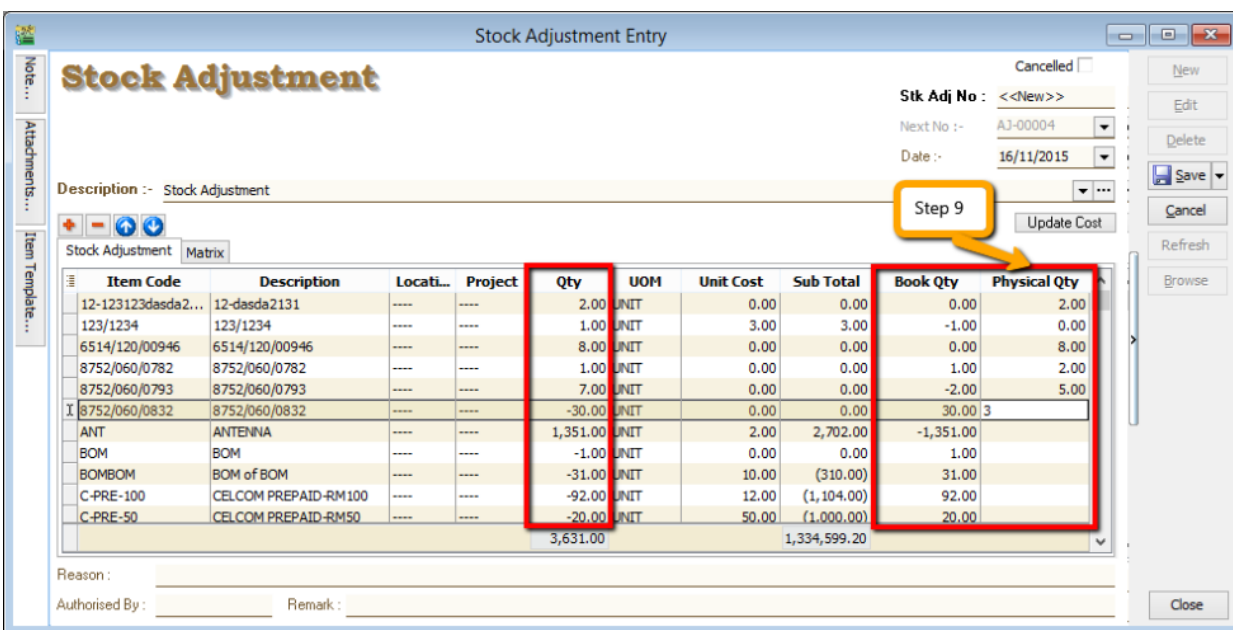 Stock Adjustment Entry
Note...
Attachments...
Item Template...
Stock Adjustment
Cancelled
Stk Adj No : <<New>>
Next No :- AJ-00004
Date :- 16/11/2015
Description :- Stock Adjustment
Step 9
Update Cost
Stock Adjustment Matrix
Item Code Description Locati... Project Qty UOM Unit Cost Sub Total Book Qty Physical Qty
12-123123dasda2... 12-dasda2131 ---- ---- 2.00 UNIT 0.00 0.00 0.00 2.00
123/1234 123/1234 ---- ---- 1.00 UNIT 3.00 3.00 -1.00 0.00
6514/120/00946 6514/120/00946 ---- ---- 8.00 UNIT 0.00 0.00 0.00 8.00
8752/060/0782 8752/060/0782 ---- ---- 1.00 UNIT 0.00 0.00 1.00 2.00
8752/060/0793 8752/060/0793 ---- ---- 7.00 UNIT 0.00 0.00 -2.00 5.00
8752/060/0832 8752/060/0832 ---- ---- -30.00 UNIT 0.00 0.00 30.00 3
ANT ANTENNA ---- ---- 1,351.00 UNIT 2.00 2,702.00 -1,351.00
BOM BOM ---- ---- -1.00 UNIT 0.00 0.00 1.00
BOMBOM BOM of BOM ---- ---- -31.00 UNIT 10.00 (310.00) 31.00
C-PRE-100 CELCOM PREPAID-RM100 ---- ---- -92.00 UNIT 12.00 (1,104.00) 92.00
C-PRE-50 CELCOM PREPAID-RM50 ---- ---- -20.00 UNIT 50.00 (1,000.00) 20.00
3,631.00 1,334,599.20
Reason :
Authorised By : Remark :
New
Edit
Delete
Save
Cancel
Refresh
Browse
Close